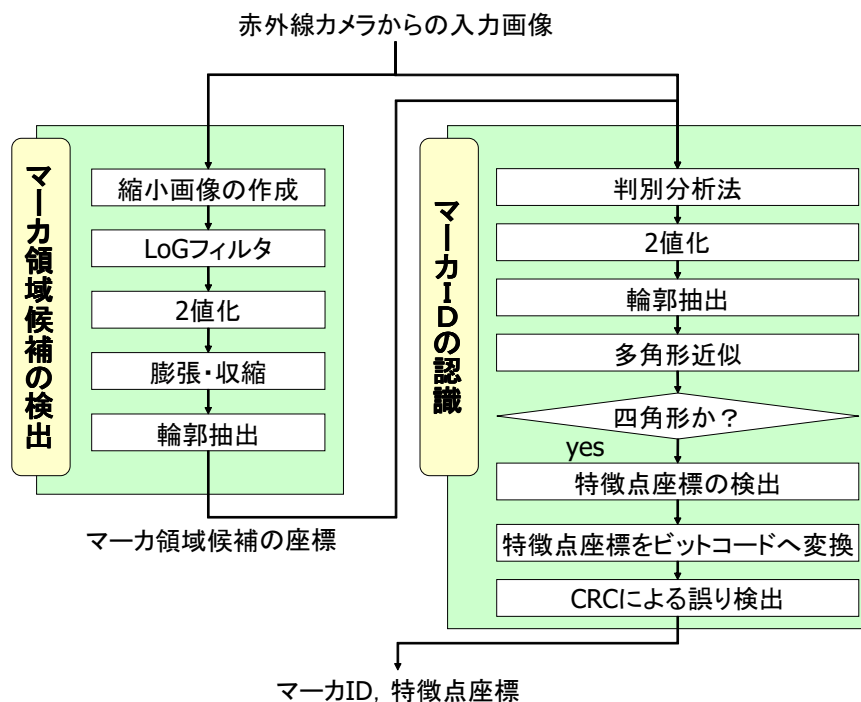 赤外線カメラからの入力画像
マーカ領域候補の検出
縮小画像の作成
LoGフィルタ
2値化
膨張・収縮
輪郭抽出
マーカ領域候補の座標
マーカIDの認識
判別分析法
2値化
輪郭抽出
多角形近似
四角形か？
yes
特徴点座標の検出
特徴点座標をビットコードへ変換
CRCによる誤り検出
マーカID, 特徴点座標